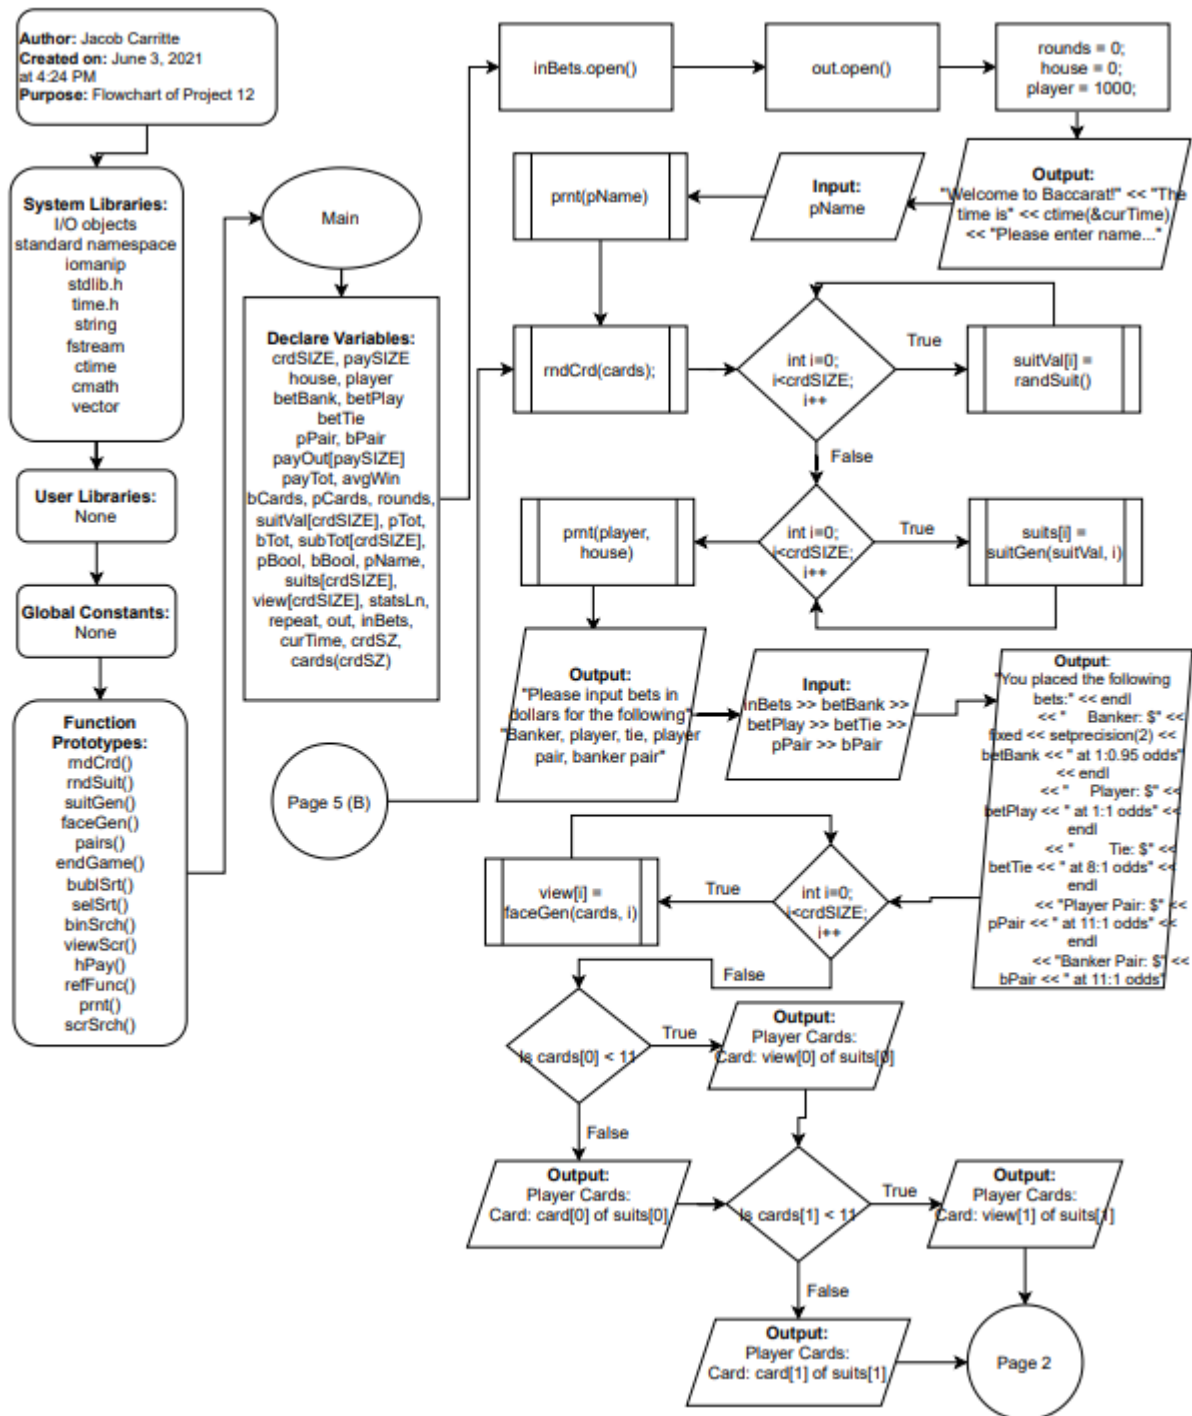 Author: Jacob Carritte
Created on: June 3, 2021
at 4:24 PM
Purpose: Flowchart of Project 12
System Libraries:
I/O objects
standard namespace
iomanip
stdlib.h
time.h
string
fstream
ctime
cmath
vector
User Libraries:
None
Global Constants:
None
Function
Prototypes:
rndCrd()
rndSuit()
suitGen()
faceGen()
pairs()
endGame()
bublSrt()
selSrt()
binSrch()
viewScr()
hPay()
refFunc()
prnt()
scrSrch()
Main
Declare Variables:
crdSIZE, paySIZE
house, player
betBank, betPlay
betTie
pPair, bPair
payOut[paySIZE]
payTot, avgWin
bCards, pCards, rounds,
suitVal[crdSIZE], pTot,
bTot, subTot[crdSIZE],
pBool, bBool, pName,
suits[crdSIZE],
view[crdSIZE], statsLn,
repeat, out, inBets,
curTime, crdSZ,
cards(crdSZ)
Page 5 (B)
inBets.open()
out.open()
rounds = 0;
house = 0;
player = 1000;
Output:
"Welcome to Baccarat!" << "The
time is" << ctime(&curTime)
<< "Please enter name..."
Input:
pName
prnt(pName)
rndCrd(cards);
int i=0;
i<crdSIZE;
i++
True
suitVal[i] =
randSuit()
False
int i=0;
i<crdSIZE;
i++
True
suits[i] =
suitGen(suitVal, i)
prnt(player,
house)
Output:
"Please input bets in
dollars for the following"
"Banker, player, tie, player
pair, banker pair"
Input:
inBets >> betBank >>
betPlay >> betTie >>
pPair >> bPair
Output:
"You placed the following
bets:" << endl
<< " Banker: $" <<
fixed << setprecision(2) <<
betBank << " at 1:0.95 odds"
<< endl
<< " Player: $" <<
betPlay << " at 1:1 odds" <<
endl
<< " Tie: $" <<
betTie << " at 8:1 odds" <<
endl
<< "Player Pair: $" <<
pPair << " at 11:1 odds" <<
endl
<< "Banker Pair: $" <<
bPair << " at 11:1 odds"
int i=0;
i<crdSIZE;
i++
True
view[i] =
faceGen(cards, i)
False
Is cards[0] < 11
True
Output:
Player Cards:
Card: view[0] of suits[0]
False
Output:
Player Cards:
Card: card[0] of suits[0]
Is cards[1] < 11
True
Output:
Player Cards:
Card: view[1] of suits[1]
False
Output:
Player Cards:
Card: card[1] of suits[1]
Page 2